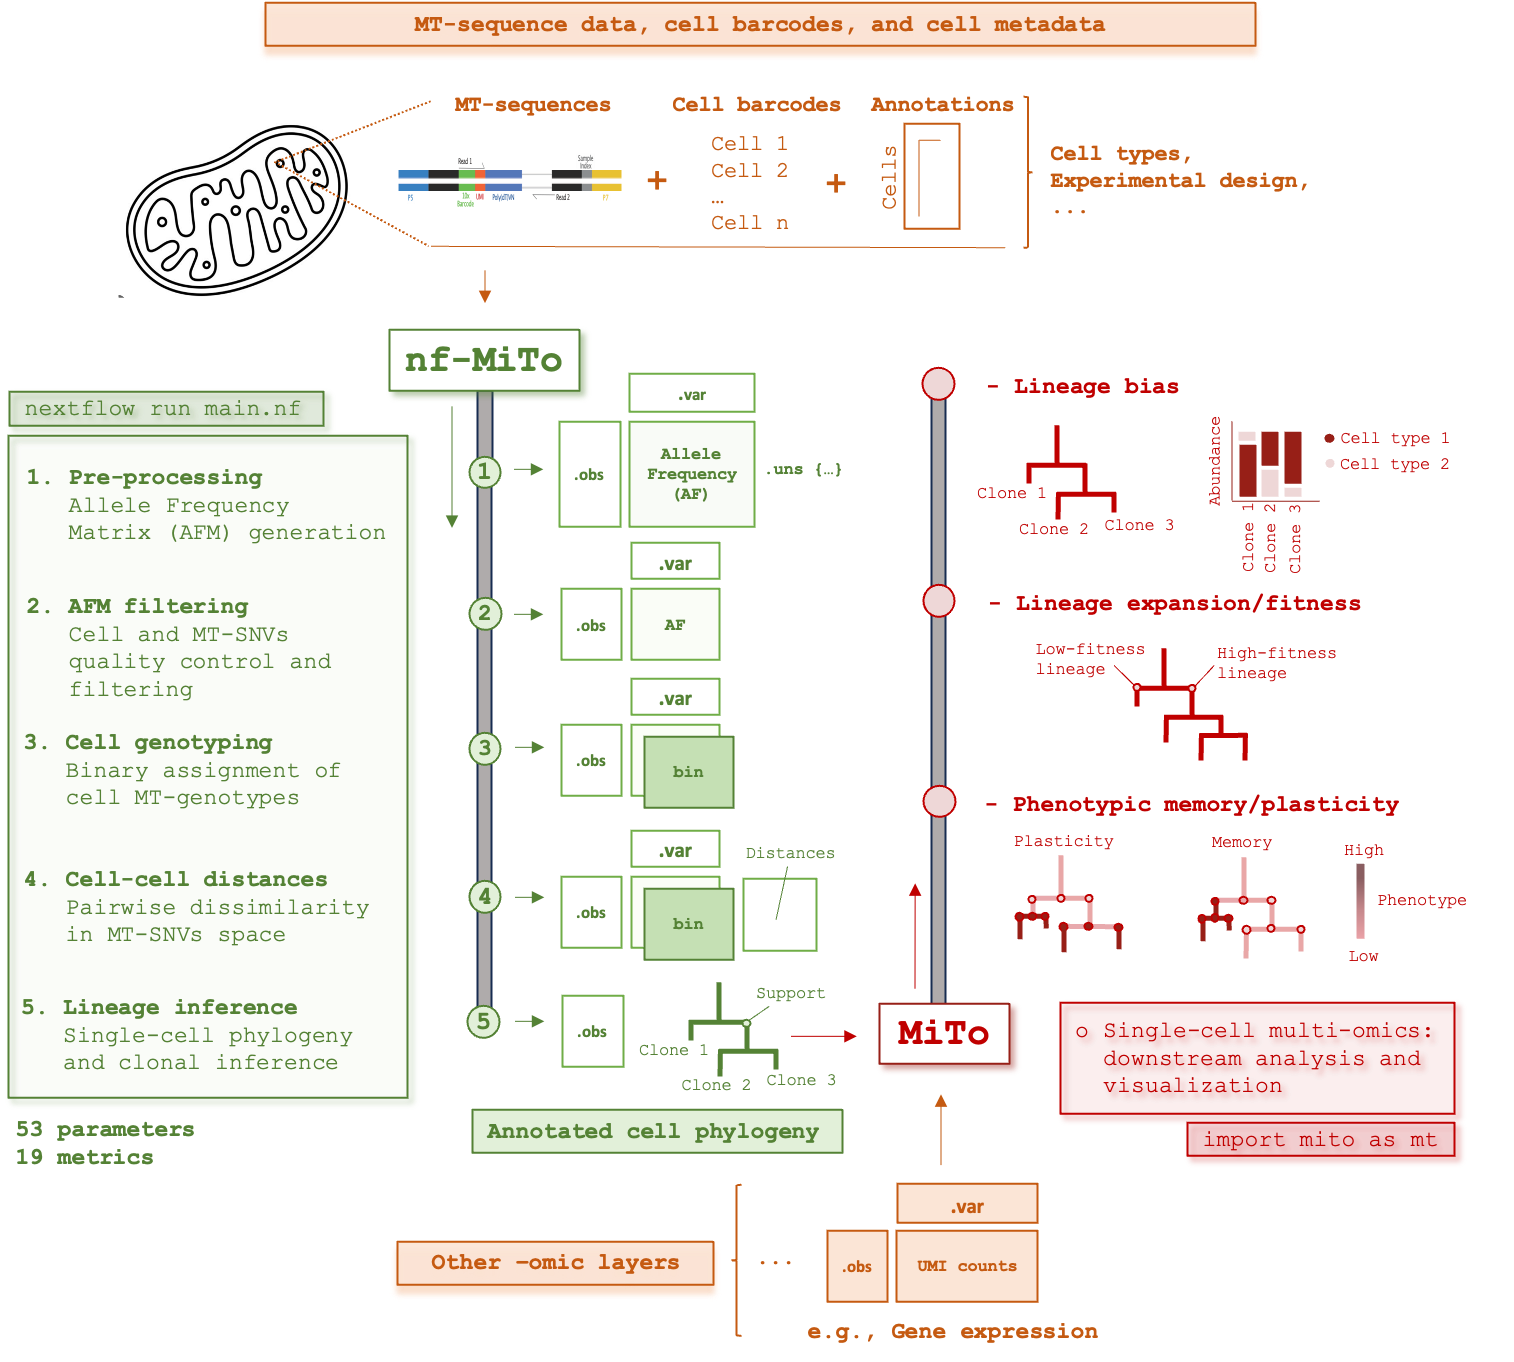 MT-sequence data, cell barcodes, and cell metadata
MT-sequences
Cell barcodes
Annotations
Read 1
Sample
Index
P5
10x
Barcode
UMI
Poly(dT)VN
Read 2
P7
+
Cell 1
Cell 2
…
Cell n
+
Cells
Cell types,
Experimental design,
...
nf-MiTo
nextflow run main.nf
1. Pre-processing
Allele Frequency
Matrix (AFM) generation
2. AFM filtering
Cell and MT-SNVs
quality control and
filtering
3. Cell genotyping
Binary assignment of
cell MT-genotypes
4. Cell-cell distances
Pairwise dissimilarity
in MT-SNVs space
5. Lineage inference
Single-cell phylogeny
and clonal inference
53 parameters
19 metrics
1
.var
.obs
Allele
Frequency
(AF)
.uns {…}
2
.var
.obs
AF
3
.var
.obs
bin
4
.var
.obs
bin
Distances
5
.obs
Support
Clone 1
Clone 2
Clone 3
Annotated cell phylogeny
- Lineage bias
Clone 1
Clone 2
Clone 3
Abundance
Clone 1
Clone 2
Clone 3
Cell type 1
Cell type 2
- Lineage expansion/fitness
Low-fitness
lineage
High-fitness
lineage
- Phenotypic memory/plasticity
Plasticity
Memory
High
Phenotype
Low
MiTo
o Single-cell multi-omics:
downstream analysis and
visualization
import mito as mt
Other –omic layers
...
.var
.obs
UMI counts
e.g., Gene expression